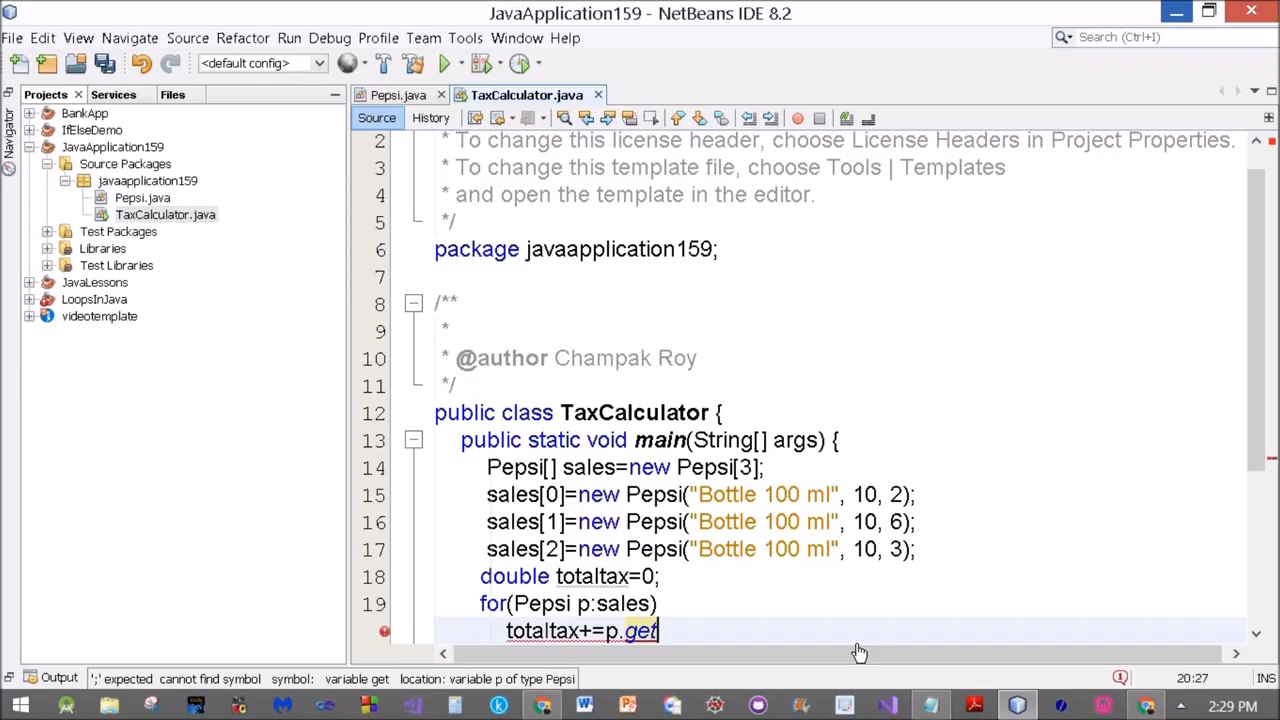 JavaApplication159 - NetBeans IDE 8.2
File Edit View Navigate Source Refactor Run Debug Profile Team Tools Window Help
Search (Ctrl+I)
<default config>
Projects Services Files
Pepsi.java TaxCalculator.java
Navigator
BankApp
IfElseDemo
JavaApplication159
Source Packages
javaapplication159
Pepsi.java
TaxCalculator.java
Test Packages
Libraries
Test Libraries
JavaLessons
LoopsInJava
videotemplate
Source History
2 * To change this license header, choose License Headers in Project Properties.
3 * To change this template file, choose Tools | Templates
4 * and open the template in the editor.
5 */
6 package javaapplication159;
7
8 /**
9 *
10 * @author Champak Roy
11 */
12 public class TaxCalculator {
13 public static void main(String[] args) {
14 Pepsi[] sales=new Pepsi[3];
15 sales[0]=new Pepsi("Bottle 100 ml", 10, 2);
16 sales[1]=new Pepsi("Bottle 100 ml", 10, 6);
17 sales[2]=new Pepsi("Bottle 100 ml", 10, 3);
18 double totaltax=0;
19 for(Pepsi p:sales)
totaltax+=p.get
Output ';' expected cannot find symbol symbol: variable get location: variable p of type Pepsi 20:27 INS
2:29 PM